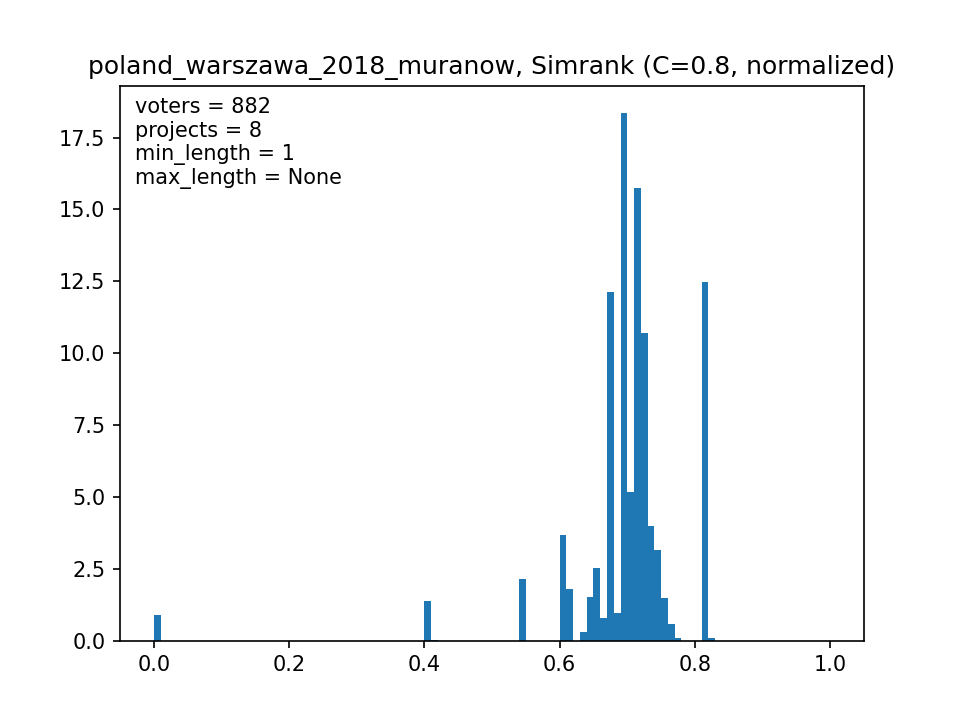 poland_warszawa_2018_muranow, Simrank (C=0.8, normalized)
voters = 882
projects = 8
min_length = 1
max_length = None
17.5
15.0
12.5
10.0
7.5
5.0
2.5
0.0
0.0 0.2 0.4 0.6 0.8 1.0